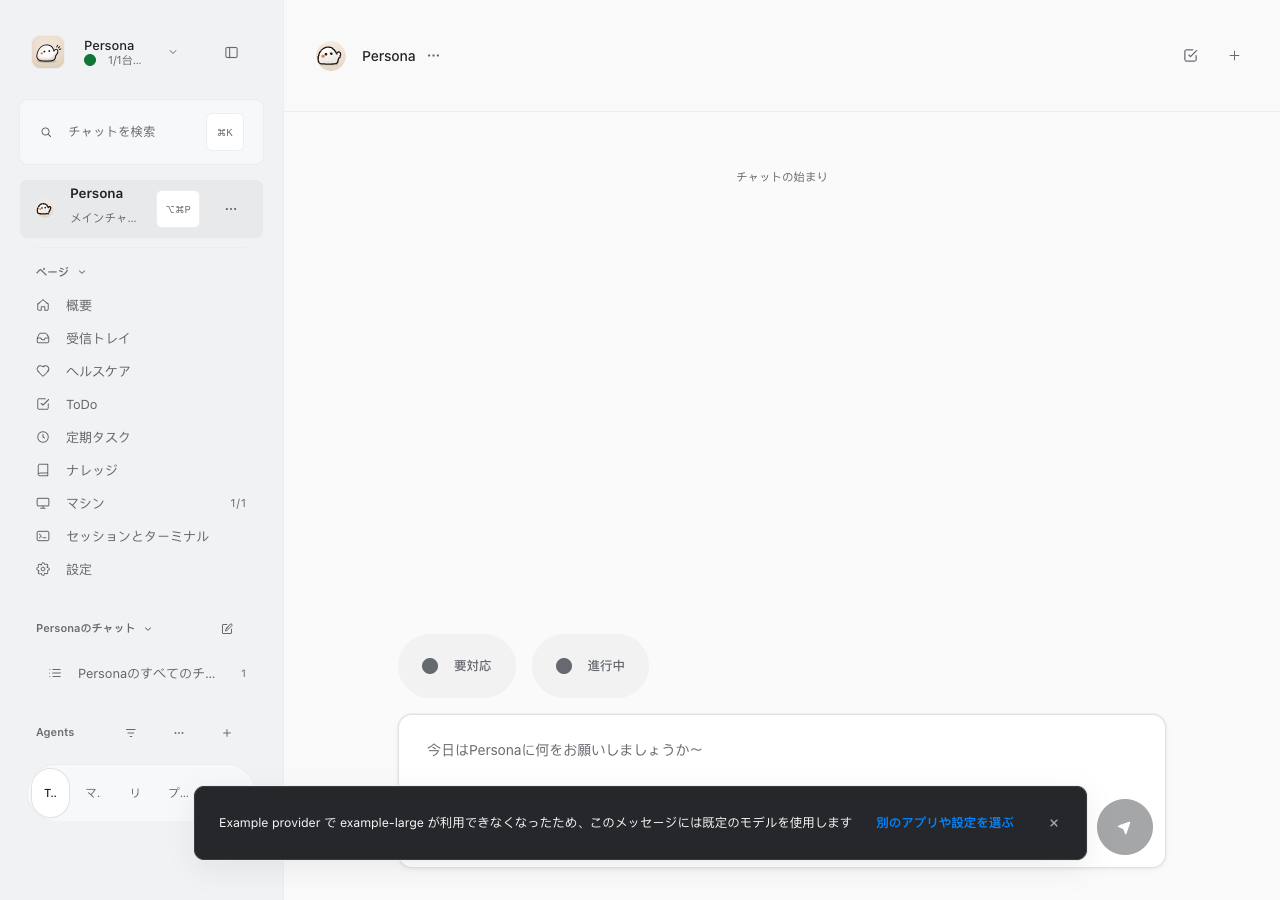 Persona
1/1台...
チャットを検索
⌘K
Persona
メインチャ...
⌥⌘P
ページ
概要
受信トレイ
ヘルスケア
ToDo
定期タスク
ナレッジ
マシン
1/1
セッションとターミナル
設定
Personaのチャット
Personaのすべてのチ...
1
Agents
T..
マ.
リ
プ...
Persona
チャットの始まり
要対応
進行中
今日はPersonaに何をお願いしましょうか〜
Example provider で example-large が利用できなくなったため、このメッセージには既定のモデルを使用します
別のアプリや設定を選ぶ